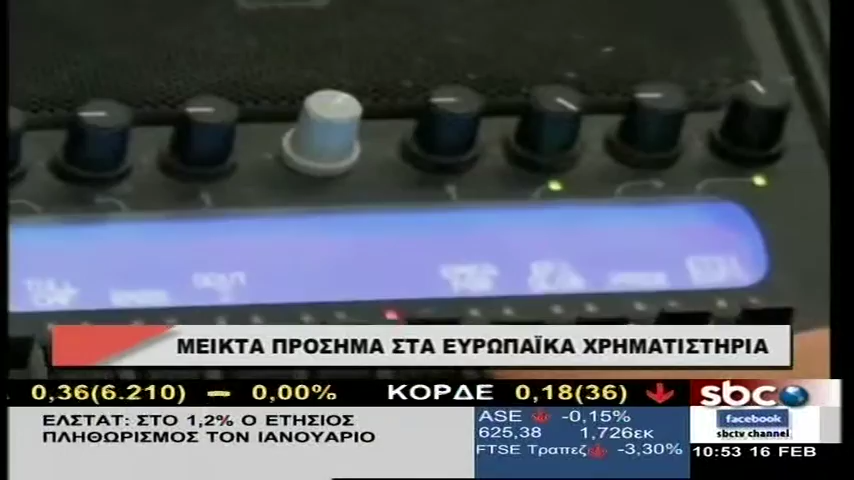 ΜΕΙΚΤΑ ΠΡΟΣΗΜΑ ΣΤΑ ΕΥΡΩΠΑΪΚΑ ΧΡΗΜΑΤΙΣΤΗΡΙΑ
0,36(6.210) 0,00% ΚΟΡΔΕ 0,18(36)
sbc
ΕΛΣΤΑΤ: ΣΤΟ 1,2% Ο ΕΤΗΣΙΟΣ
ΠΛΗΘΩΡΙΣΜΟΣ ΤΟΝ ΙΑΝΟΥΑΡΙΟ
ASE -0,15%
625,38 1,726εκ
FTSE Τραπεζ -3,30%
facebook
sbctv channel
10:53 16 FEB